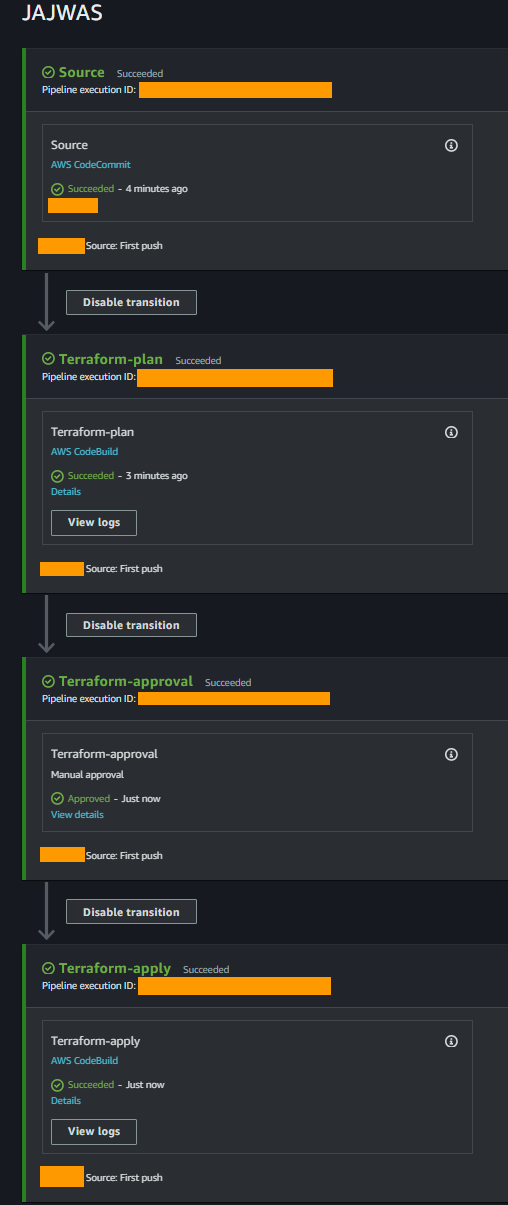 JAJWAS
Source Succeeded
Pipeline execution ID:
Source
AWS CodeCommit
Succeeded - 4 minutes ago
Source: First push
Disable transition
Terraform-plan Succeeded
Pipeline execution ID:
Terraform-plan
AWS CodeBuild
Succeeded - 3 minutes ago
Details
View logs
Source: First push
Disable transition
Terraform-approval Succeeded
Pipeline execution ID:
Terraform-approval
Manual approval
Approved - Just now
View details
Source: First push
Disable transition
Terraform-apply Succeeded
Pipeline execution ID:
Terraform-apply
AWS CodeBuild
Succeeded - Just now
Details
View logs
Source: First push